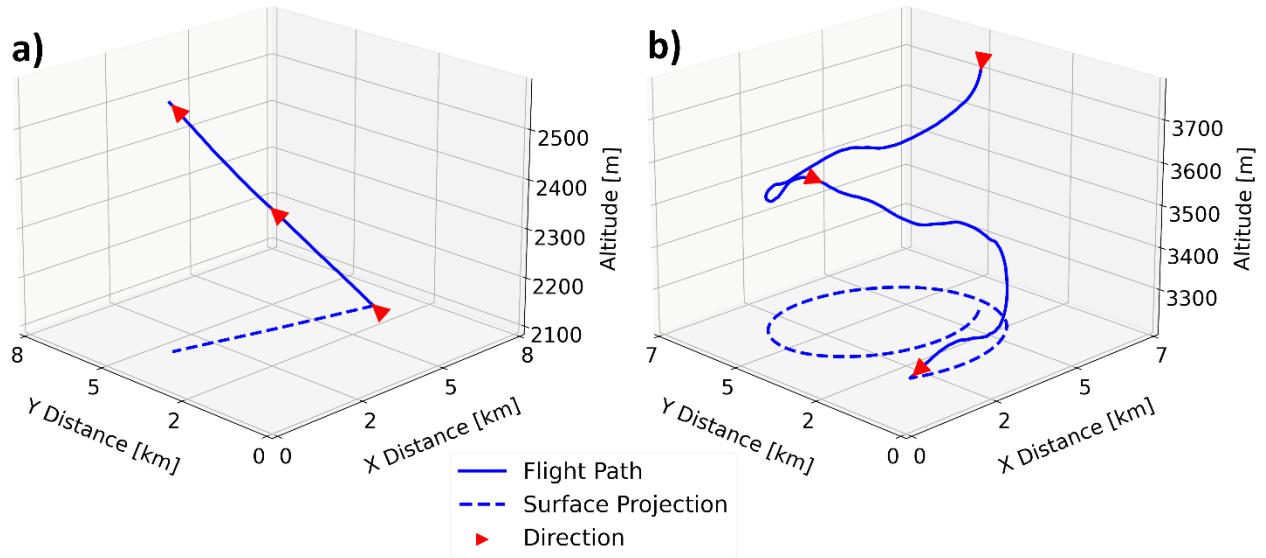 a)
2500
2400
2300
2200
2100
Altitude [m]
8
5
2
0
Y Distance [km]
0
2
5
8
X Distance [km]
b)
3700
3600
3500
3400
3300
Altitude [m]
7
5
2
0
Y Distance [km]
0
2
5
7
X Distance [km]
Flight Path
Surface Projection
Direction